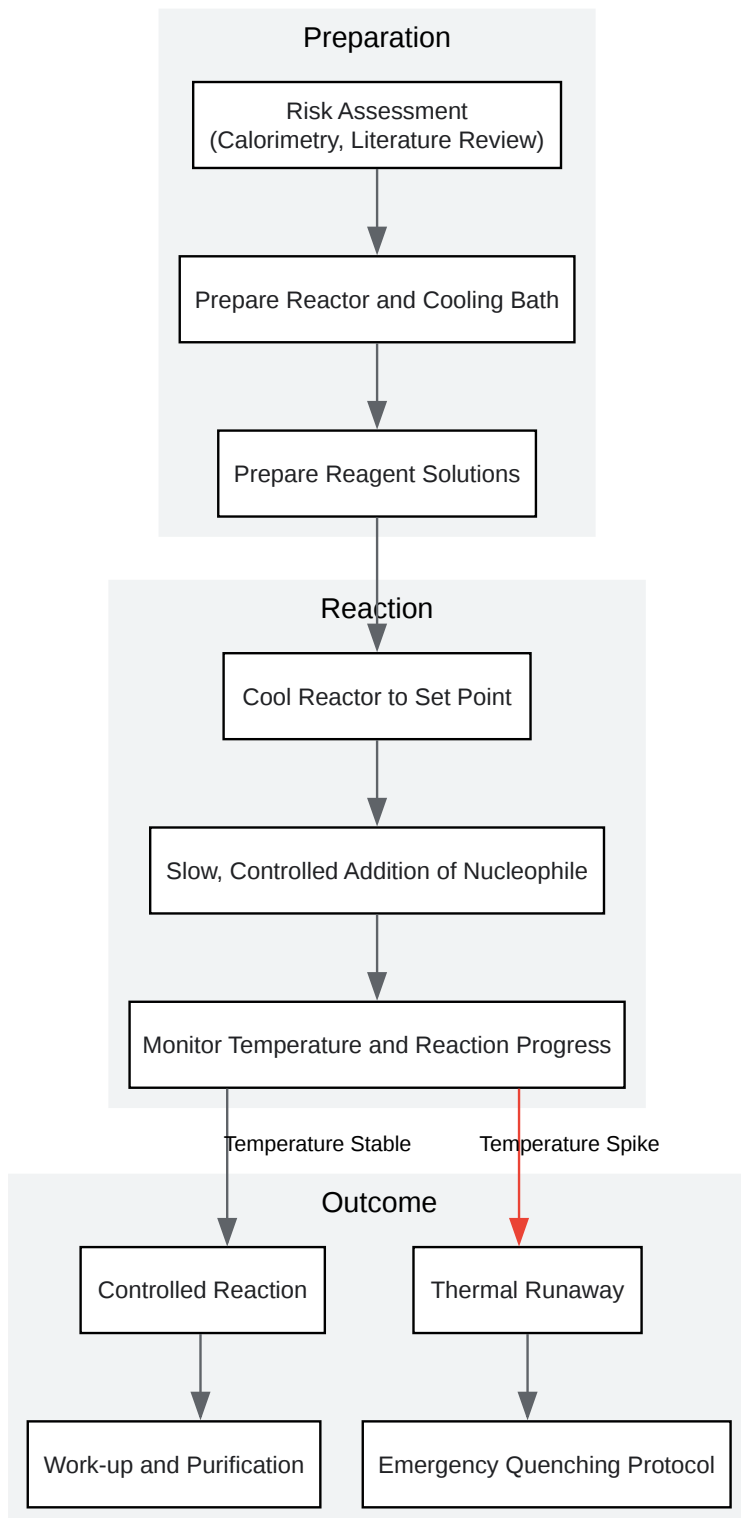 Preparation
Risk Assessment
(Calorimetry, Literature Review)
Prepare Reactor and Cooling Bath
Prepare Reagent Solutions
Reaction
Cool Reactor to Set Point
Slow, Controlled Addition of Nucleophile
Monitor Temperature and Reaction Progress
Temperature Stable
Temperature Spike
Outcome
Controlled Reaction
Thermal Runaway
Work-up and Purification
Emergency Quenching Protocol